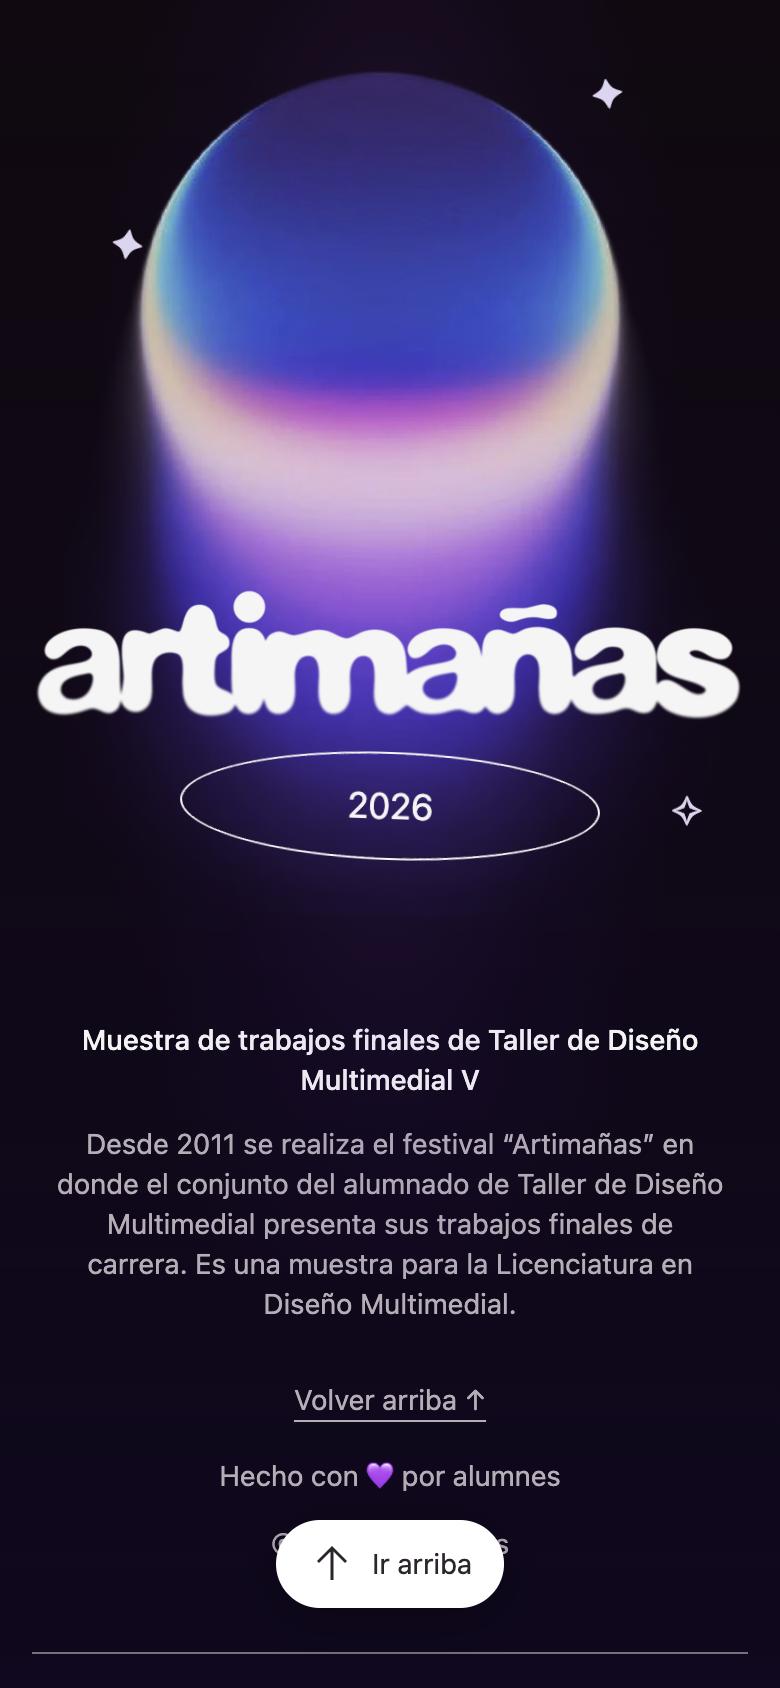 artimañas
2026
Muestra de trabajos finales de Taller de Diseño
Multimedial V
Desde 2011 se realiza el festival “Artimañas” en
donde el conjunto del alumnado de Taller de Diseño
Multimedial presenta sus trabajos finales de
carrera. Es una muestra para la Licenciatura en
Diseño Multimedial.
Volver arriba ↑
Hecho con 💜 por alumnes
↑ Ir arriba